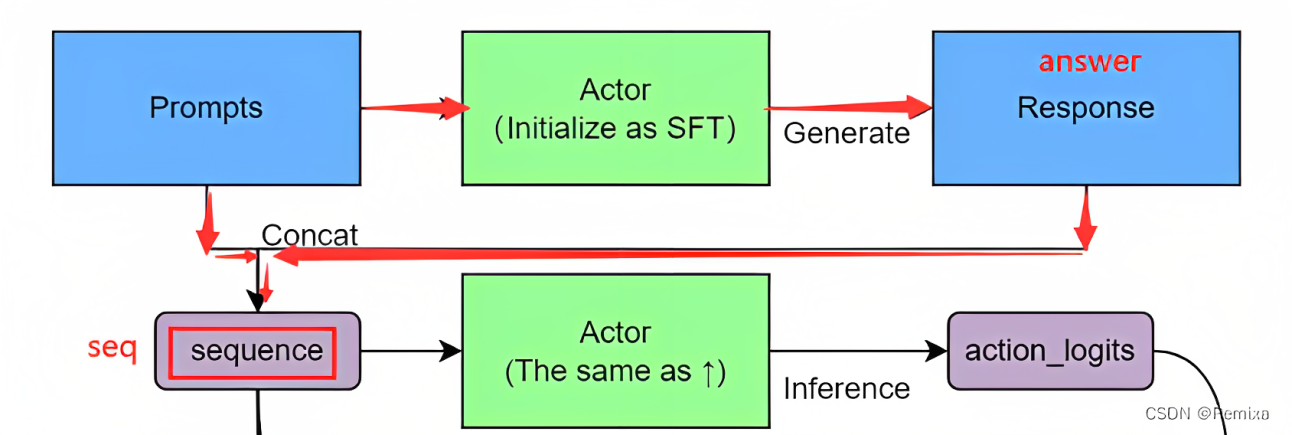 answer
Prompts
Actor
(Initialize as SFT)
Generate
Response
Concat
seq
sequence
Actor
(The same as ↑)
Inference
action_logits
CSDN @Remixa